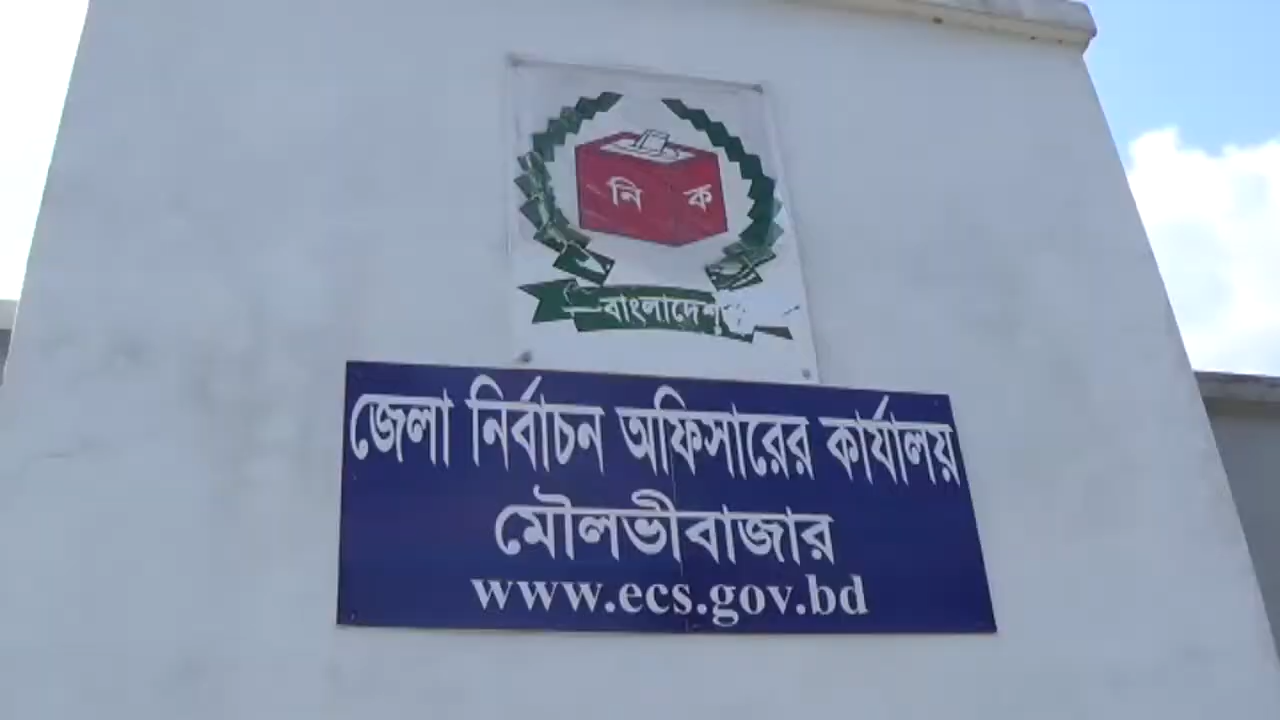 নি ক
বাংলাদেশ
জেলা নির্বাচন অফিসারের কার্যালয়
মৌলভীবাজার
www.ecs.gov.bd